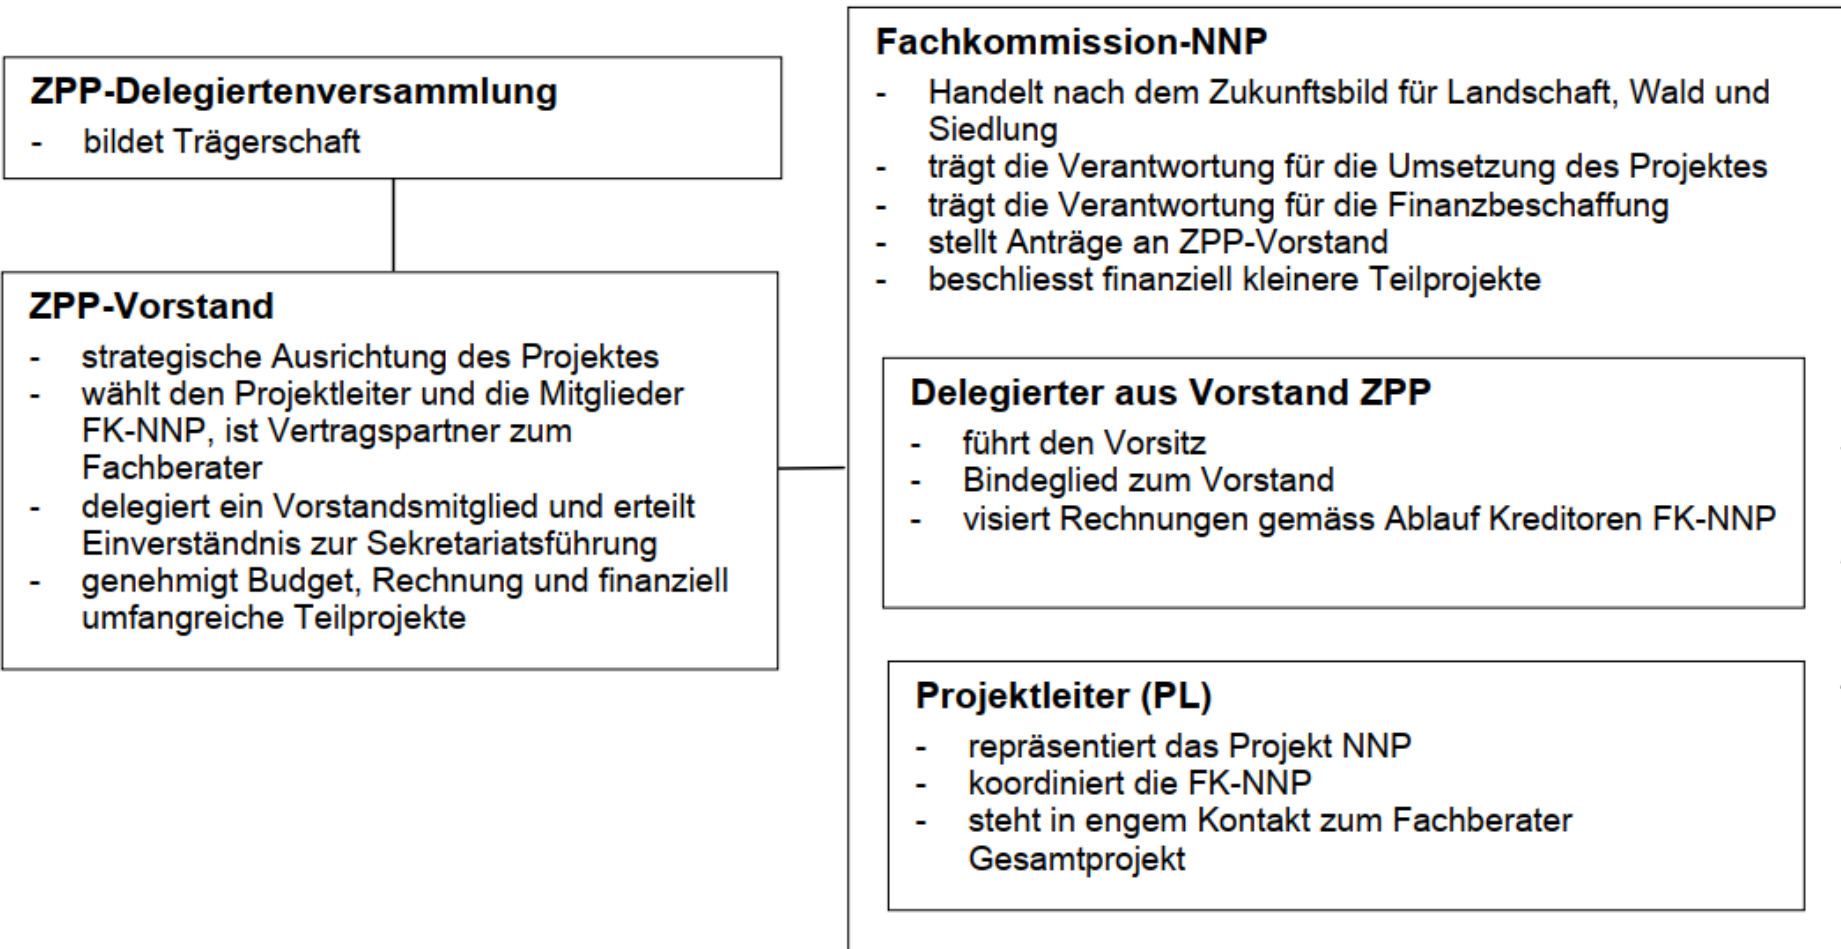 ZPP-Delegiertenversammlung
- bildet Trägerschaft
ZPP-Vorstand
- strategische Ausrichtung des Projektes
- wählt den Projektleiter und die Mitglieder
FK-NNP, ist Vertragspartner zum
Fachberater
- delegiert ein Vorstandsmitglied und erteilt
Einverständnis zur Sekretariatsführung
- genehmigt Budget, Rechnung und finanziell
umfangreiche Teilprojekte
Fachkommission-NNP
- Handelt nach dem Zukunftsbild für Landschaft, Wald und
Siedlung
- trägt die Verantwortung für die Umsetzung des Projektes
- trägt die Verantwortung für die Finanzbeschaffung
- stellt Anträge an ZPP-Vorstand
- beschliesst finanziell kleinere Teilprojekte
Delegierter aus Vorstand ZPP
- führt den Vorsitz
- Bindeglied zum Vorstand
- visiert Rechnungen gemäss Ablauf Kreditoren FK-NNP
Projektleiter (PL)
- repräsentiert das Projekt NNP
- koordiniert die FK-NNP
- steht in engem Kontakt zum Fachberater
Gesamtprojekt